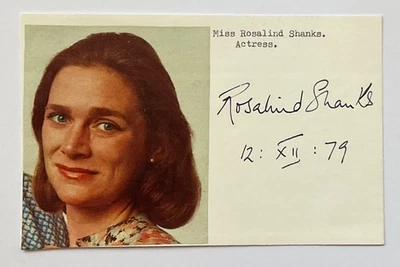 Miss Rosalind Shanks.
Actress.
Rosalind Shanks
12: XII : 79